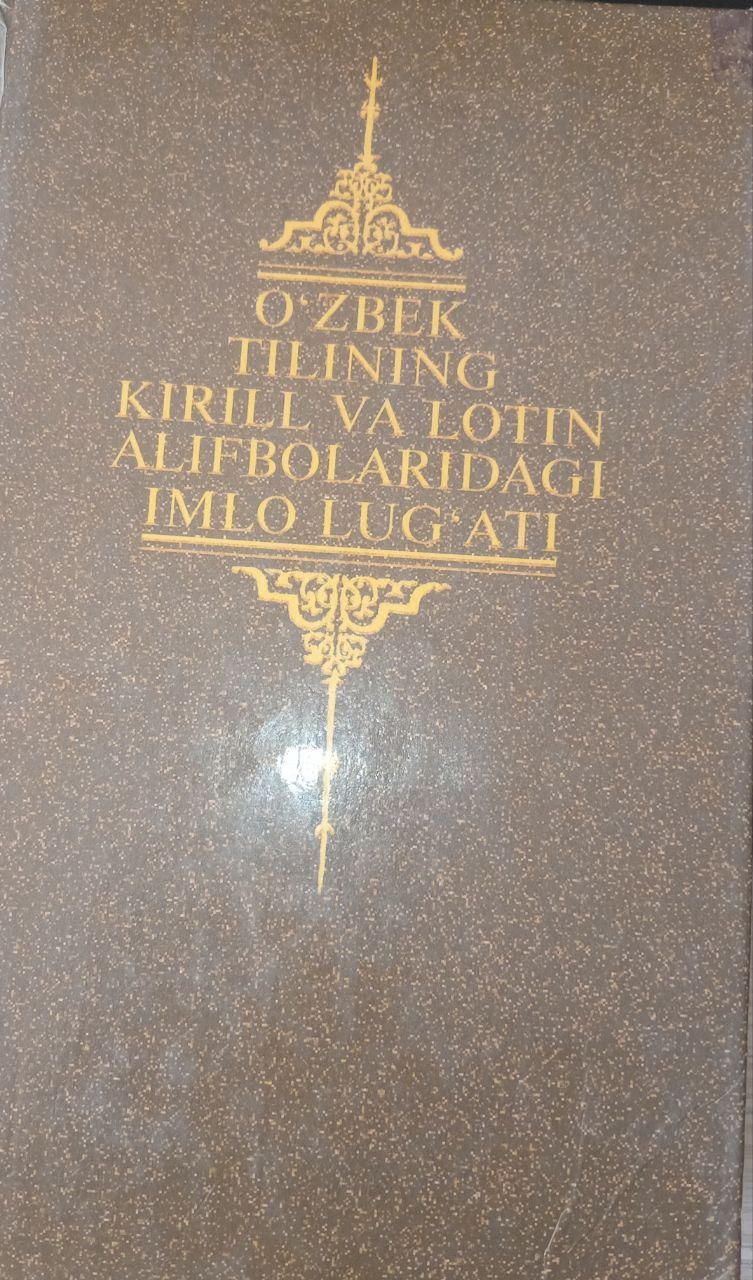 O‘ZBEK
TILINING
KIRILL VA LOTIN
ALIFBOLARIDAGI
IMLO LUG‘ATI